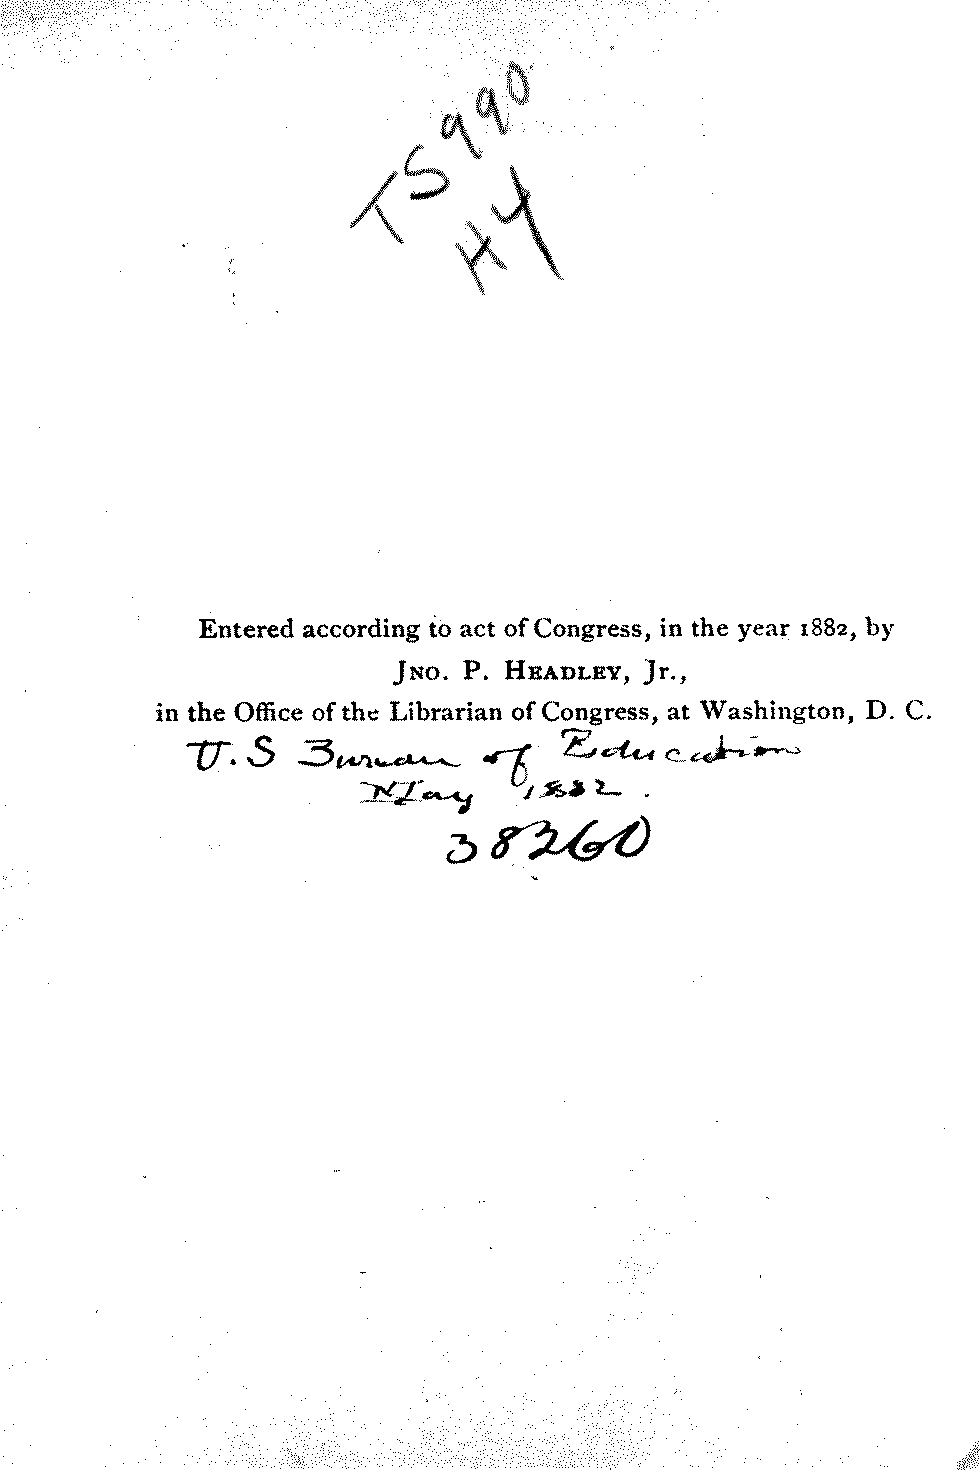 TS990
H4
Entered according to act of Congress, in the year 1882, by
JNO. P. HEADLEY, Jr.,
in the Office of the Librarian of Congress, at Washington, D. C.
U.S Bureau of Education
May 1882.
38260